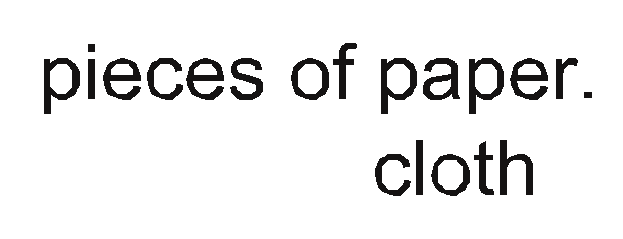 pieces of paper.
cloth